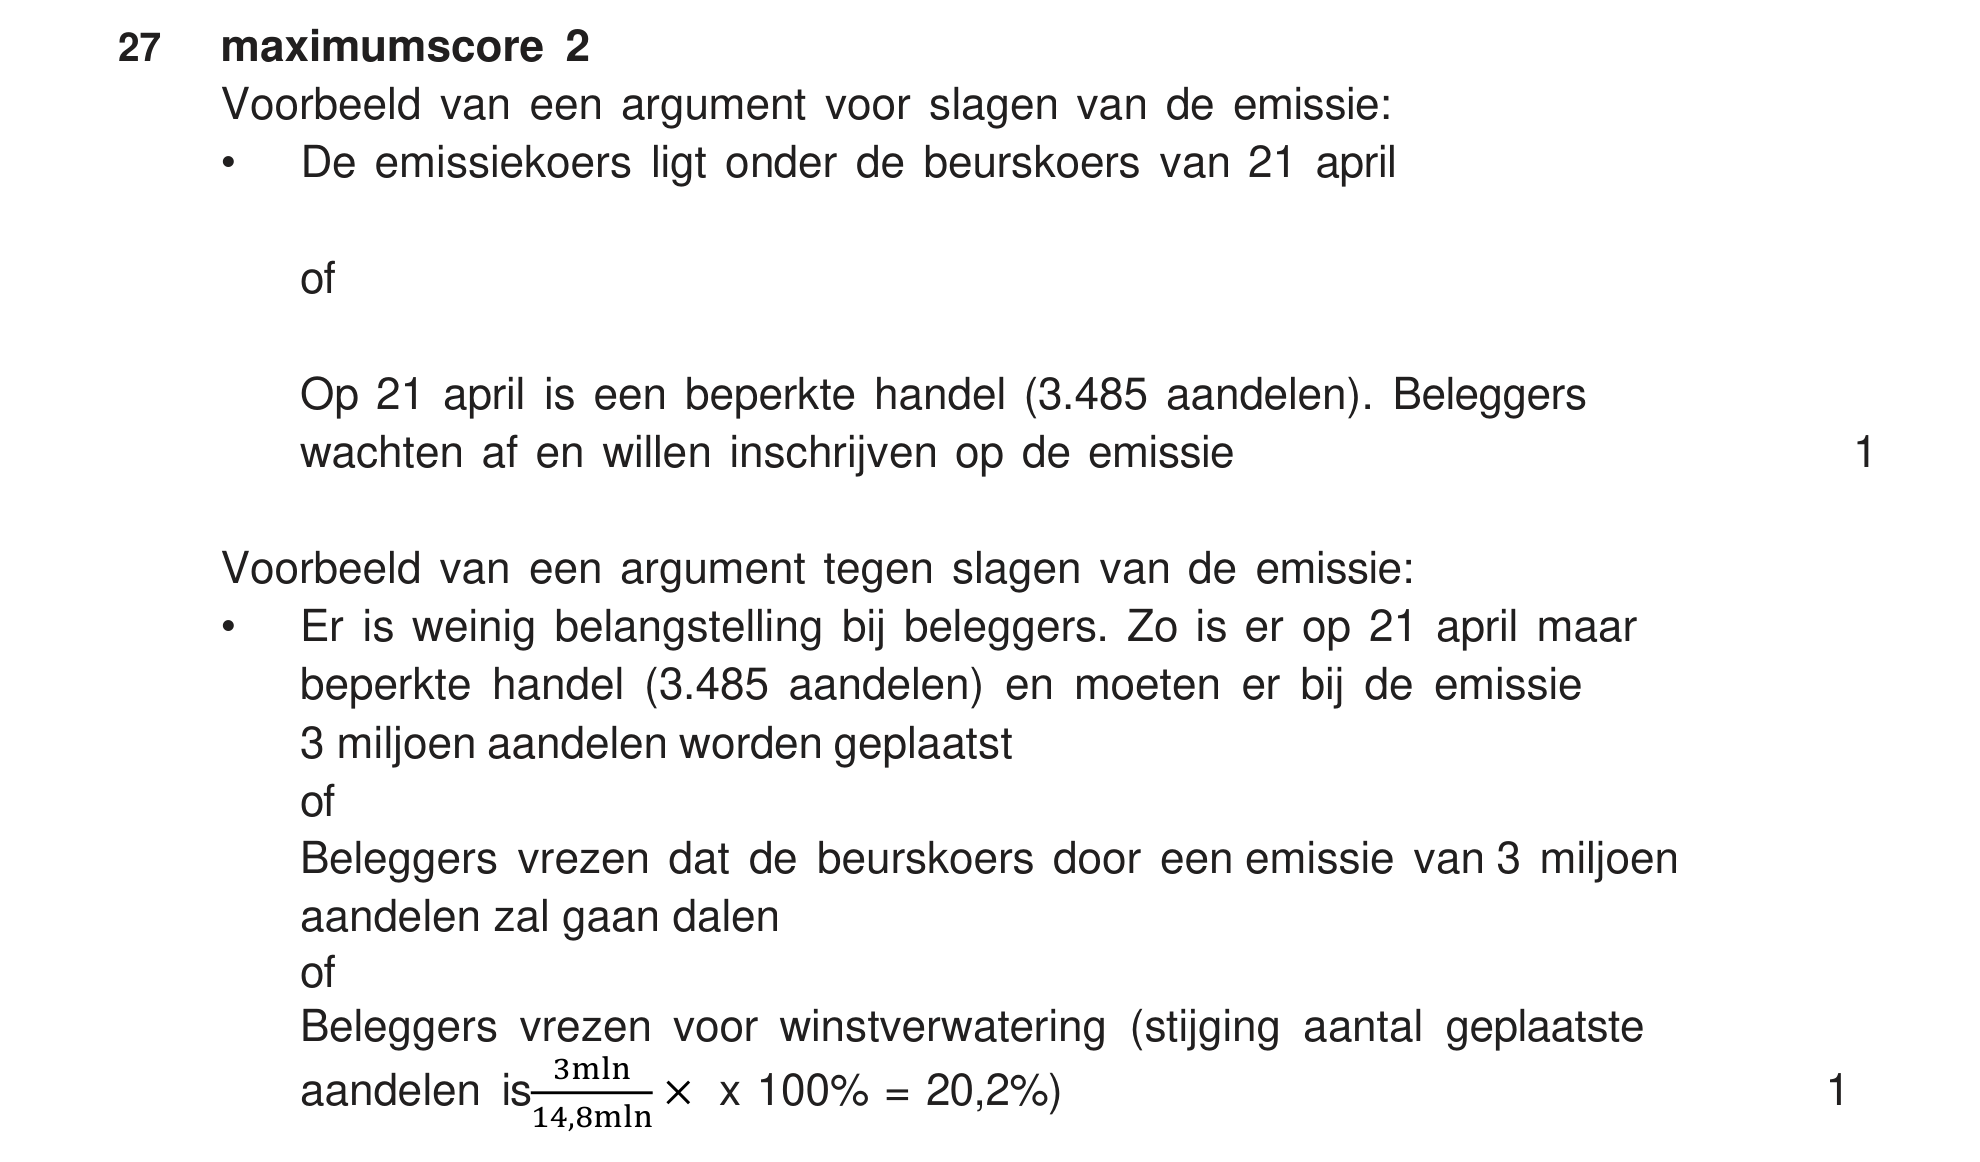 27 maximumscore 2
Voorbeeld van een argument voor slagen van de emissie:
• De emissiekoers ligt onder de beurskoers van 21 april
of
Op 21 april is een beperkte handel (3.485 aandelen). Beleggers
wachten af en willen inschrijven op de emissie 1
Voorbeeld van een argument tegen slagen van de emissie:
• Er is weinig belangstelling bij beleggers. Zo is er op 21 april maar
beperkte handel (3.485 aandelen) en moeten er bij de emissie
3 miljoen aandelen worden geplaatst
of
Beleggers vrezen dat de beurskoers door een emissie van 3 miljoen
aandelen zal gaan dalen
of
Beleggers vrezen voor winstverwatering (stijging aantal geplaatste
aandelen is 3mln/14,8mln × x 100% = 20,2%) 1